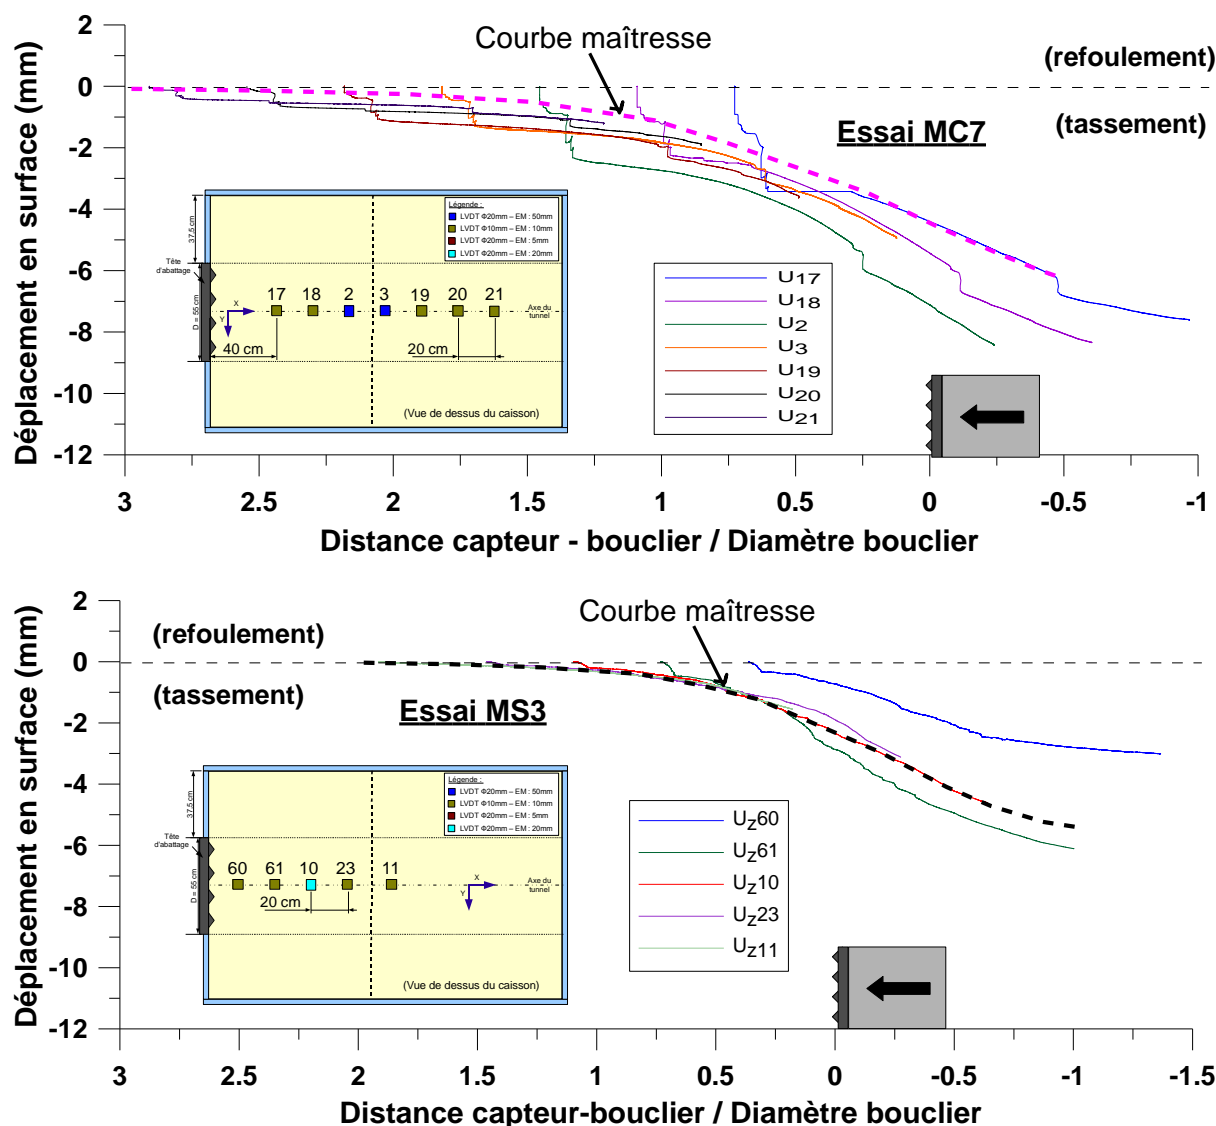 Déplacement en surface (mm)
2
0
-2
-4
-6
-8
-10
-12
Courbe maîtresse
(refoulement)
(tassement)
Essai MC7
37.5 cm
Tête
d'abattage
D = 55 cm
Légende :
LVDT Φ20mm – EM : 50mm
LVDT Φ10mm – EM : 10mm
LVDT Φ20mm – EM : 5mm
LVDT Φ20mm – EM : 20mm
17 18 2 3 19 20 21
X
Y
Axe du
tunnel
40 cm
20 cm
(Vue de dessus du caisson)
U17
U18
U2
U3
U19
U20
U21
3 2.5 2 1.5 1 0.5 0 -0.5 -1
Distance capteur - bouclier / Diamètre bouclier
Déplacement en surface (mm)
2
0
-2
-4
-6
-8
-10
-12
Courbe maîtresse
(refoulement)
(tassement)
Essai MS3
37.5 cm
Tête
d'abattage
D = 55 cm
Légende :
LVDT Φ20mm – EM : 50mm
LVDT Φ10mm – EM : 10mm
LVDT Φ20mm – EM : 5mm
LVDT Φ20mm – EM : 20mm
60 61 10 23 11
X
Y
Axe du
tunnel
20 cm
(Vue de dessus du caisson)
Uz60
Uz61
Uz10
Uz23
Uz11
3 2.5 2 1.5 1 0.5 0 -0.5 -1 -1.5
Distance capteur-bouclier / Diamètre bouclier